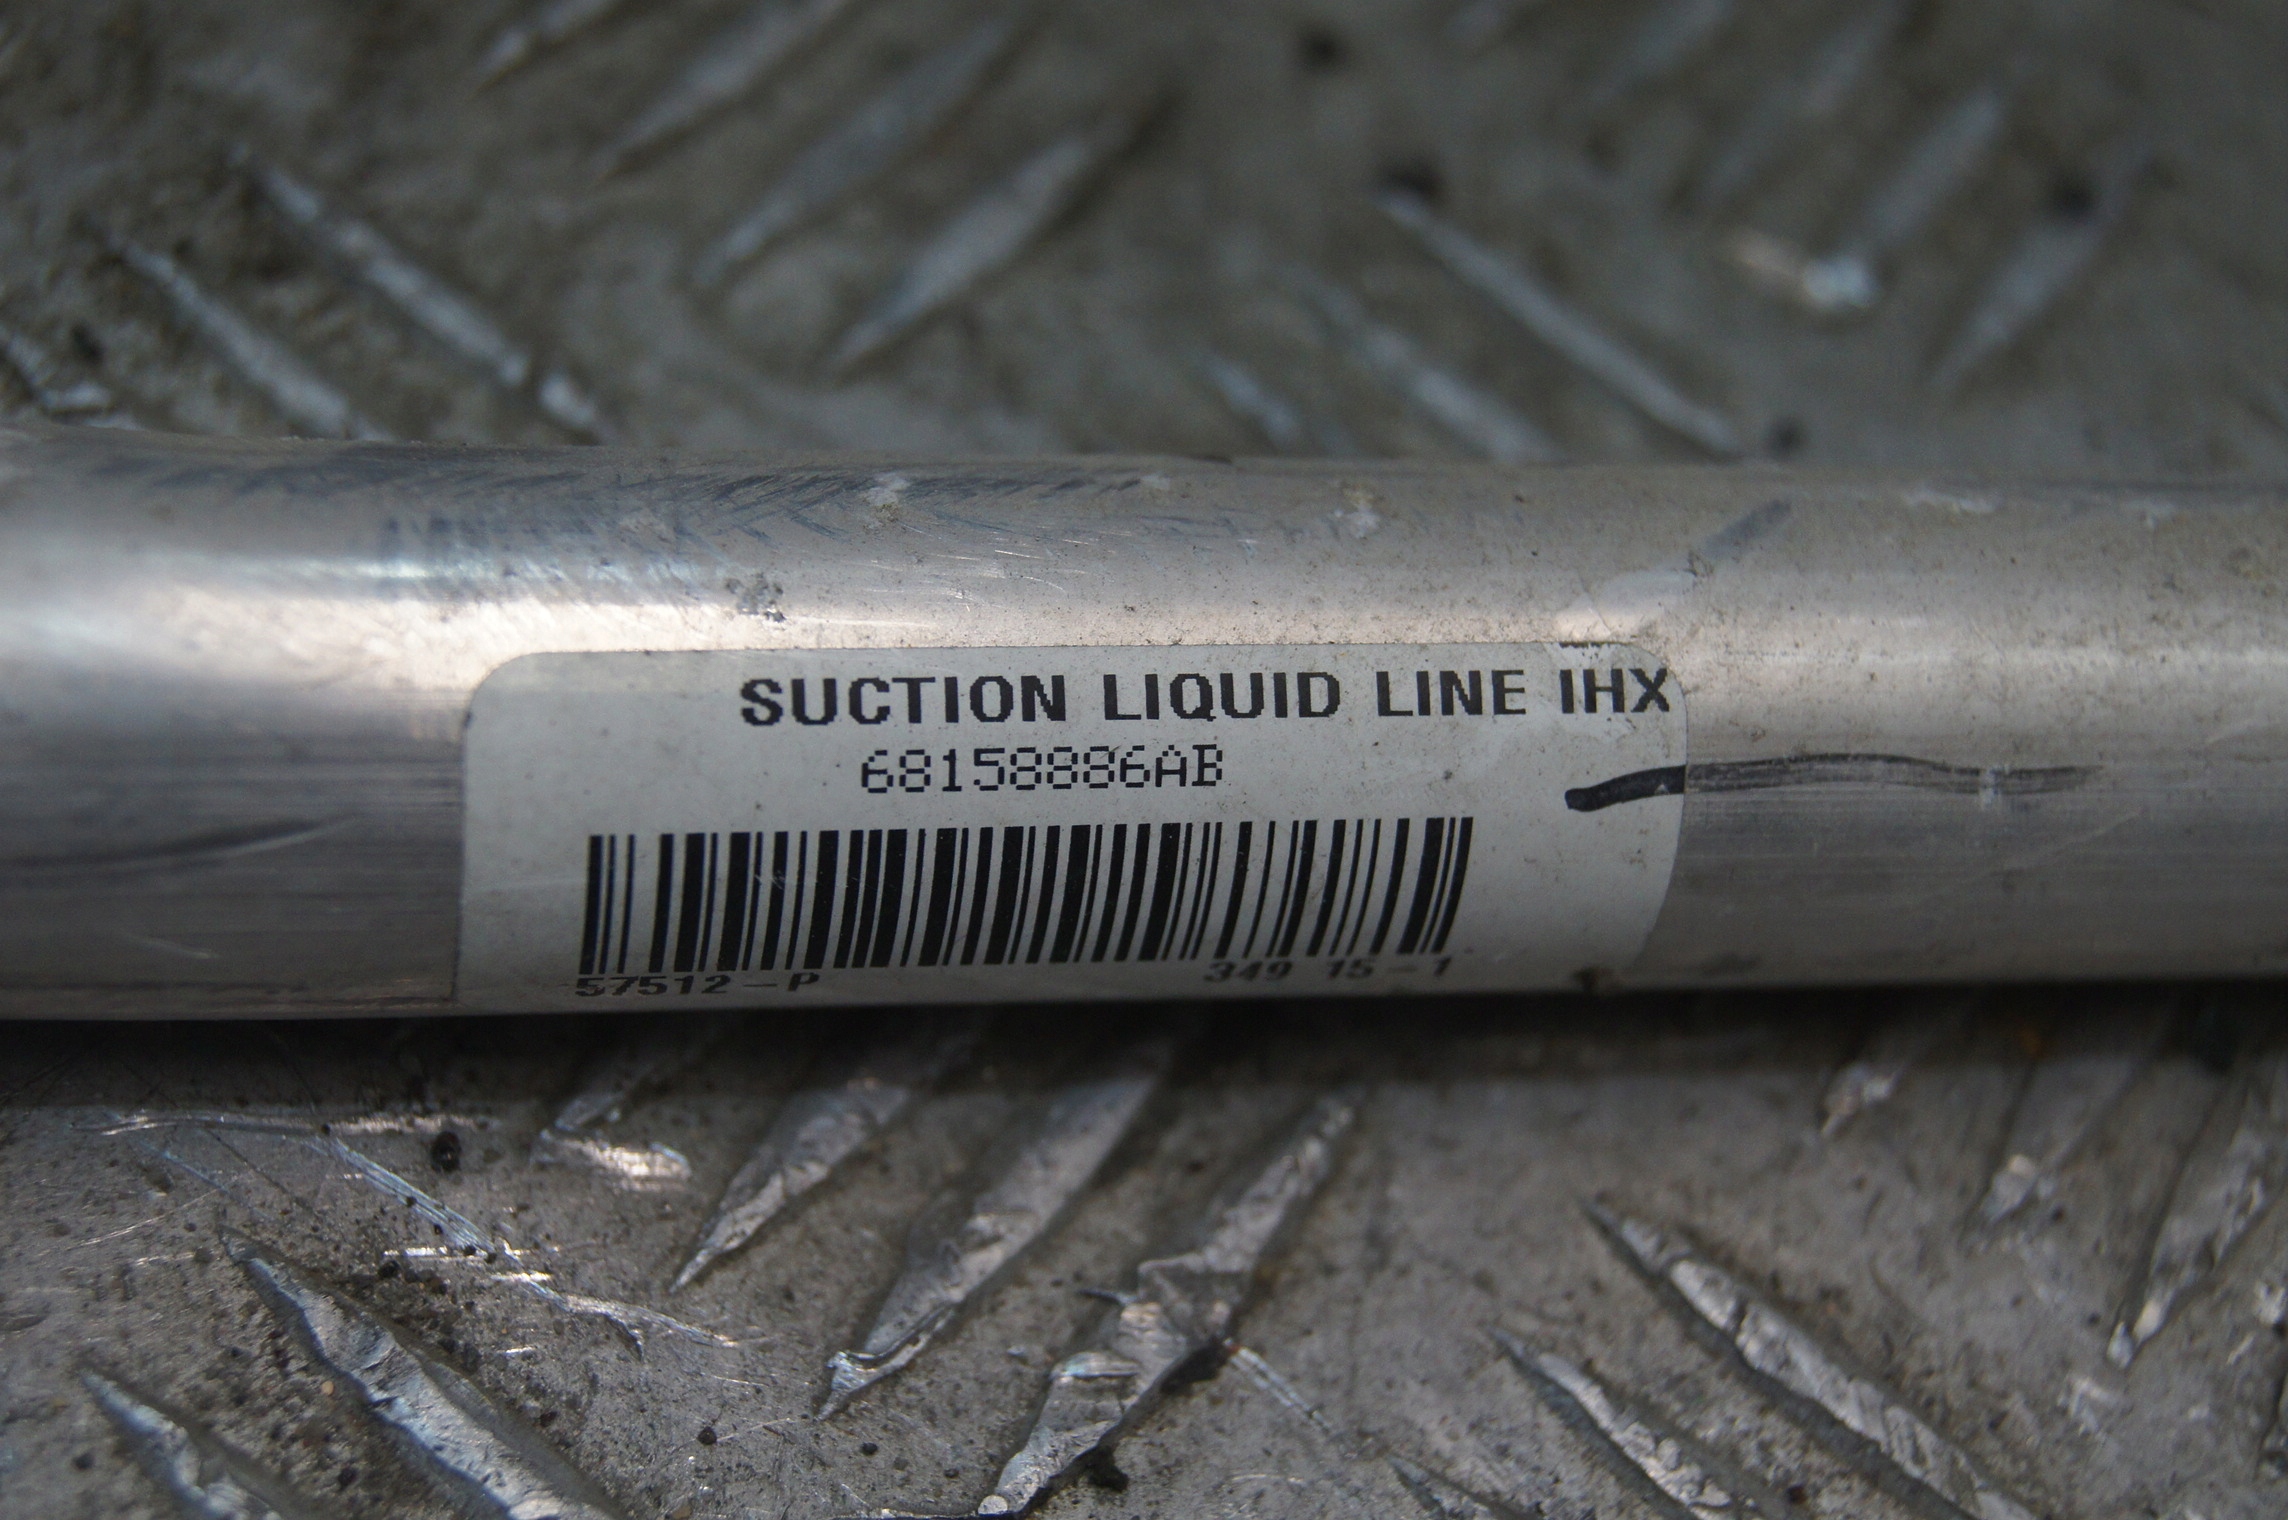 SUCTION LIQUID LINE IHX
68158886AB
57512-P 349 15-1